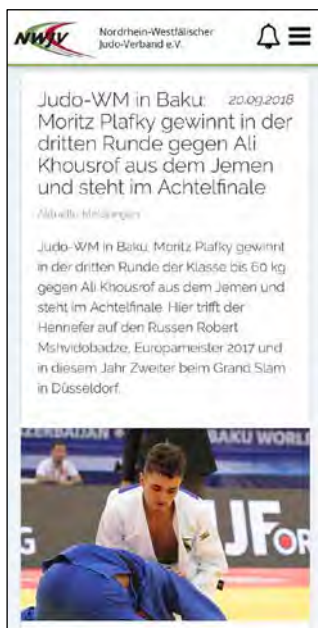 NWJV
Nordrhein-Westfälischer
Judo-Verband e.V.
Judo-WM in Baku: 20.09.2018
Moritz Plafky gewinnt in der
dritten Runde gegen Ali
Khousrof aus dem Jemen
und steht im Achtelfinale
Aktuelle Meldungen
Judo-WM in Baku: Moritz Plafky gewinnt
in der dritten Runde der Klasse bis 60 kg
gegen Ali Khousrof aus dem Jemen und
steht im Achtelfinale. Hier trifft der
Hennefer auf den Russen Robert
Mshvidobadze, Europameister 2017 und
in diesem Jahr Zweiter beim Grand Slam
in Düsseldorf.
AZERBAIJAN
BAKU WORL
G
JFOR